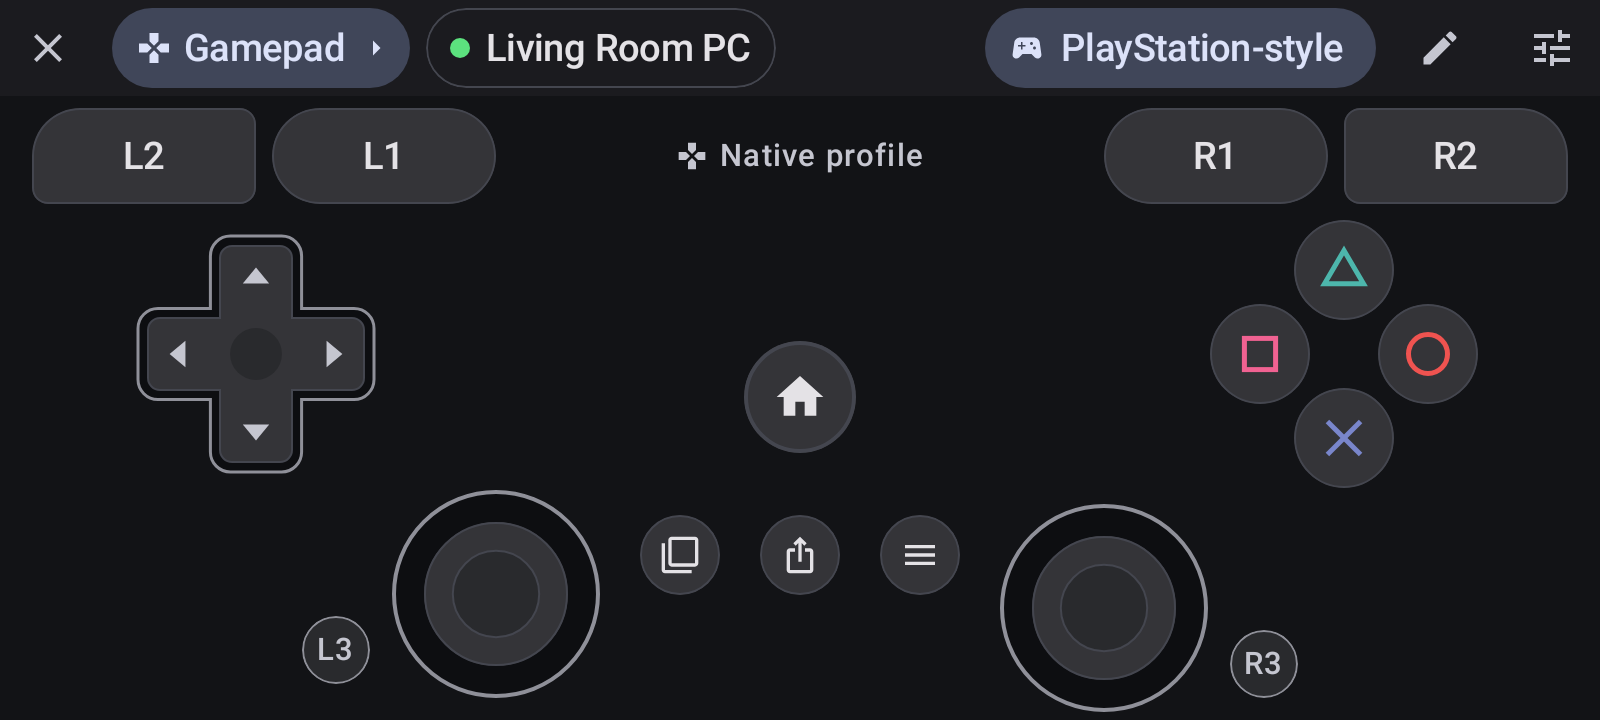 Gamepad
Living Room PC
PlayStation-style
L2
L1
Native profile
R1
R2
L3
R3